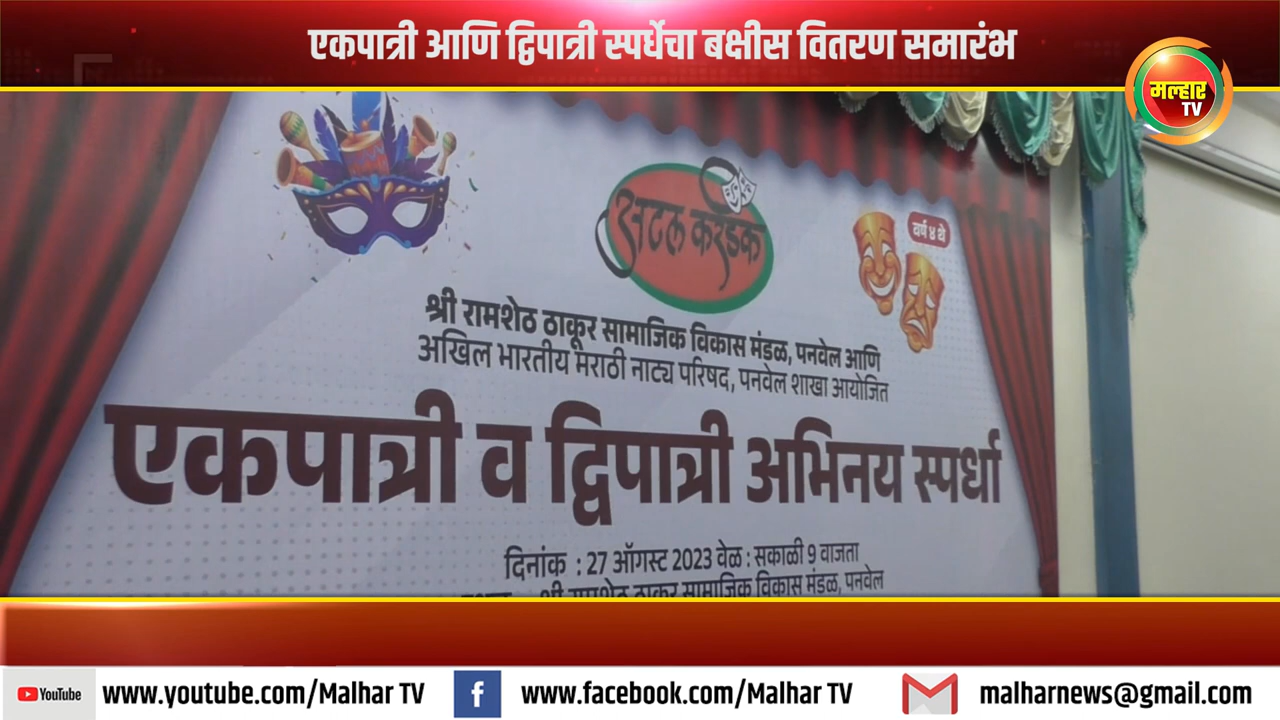 एकपात्री आणि द्विपात्री स्पर्धेचा बक्षीस वितरण समारंभ
मल्हार
TV
अटल करंडक
वर्ष ४ थे
श्री रामशेठ ठाकूर सामाजिक विकास मंडळ, पनवेल आणि
अखिल भारतीय मराठी नाट्य परिषद, पनवेल शाखा आयोजित
एकपात्री व द्विपात्री अभिनय स्पर्धा
दिनांक : 27 ऑगस्ट 2023 वेळ : सकाळी 9 वाजता
श्री रामशेठ ठाकूर सामाजिक विकास मंडळ, पनवेल
YouTube www.youtube.com/Malhar TV www.facebook.com/Malhar TV malharnews@gmail.com